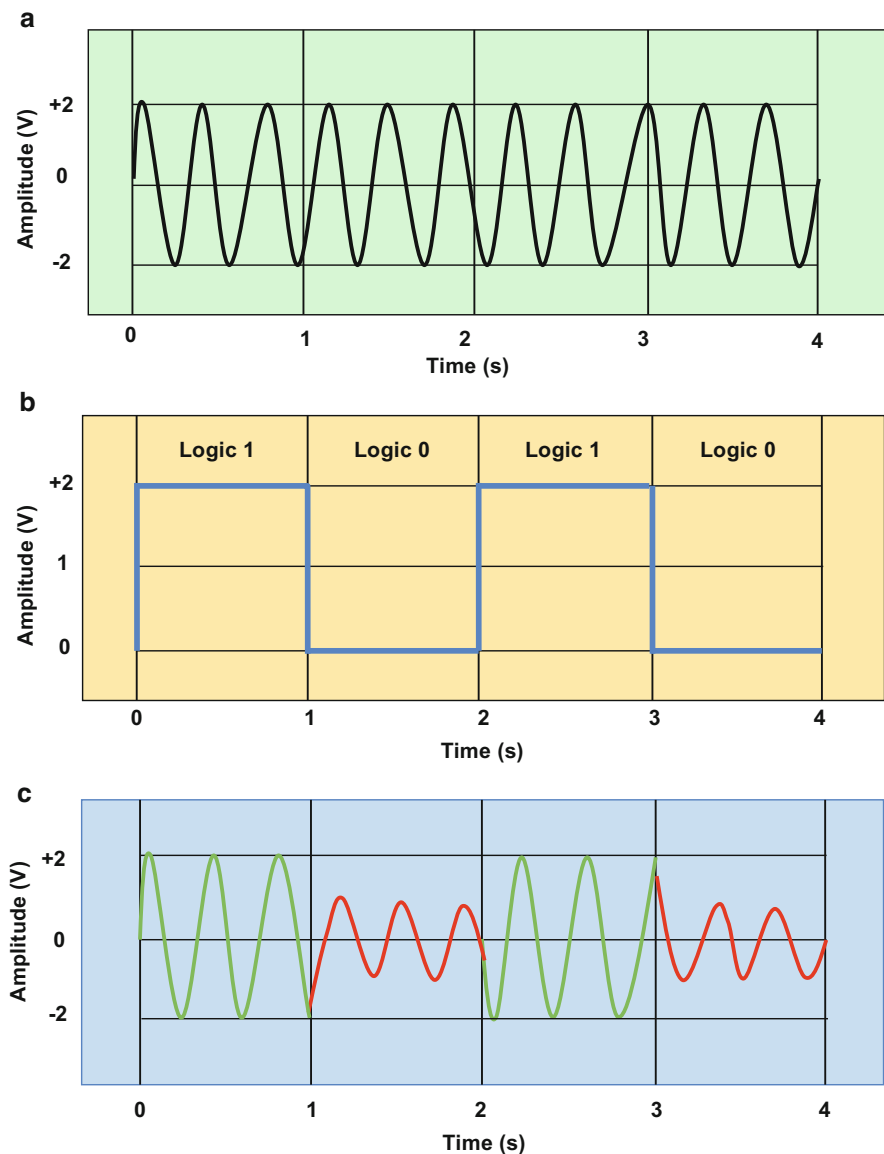 a
Amplitude (V)
+2
0
-2
0 1 2 3 4
Time (s)
b
Logic 1 Logic 0 Logic 1 Logic 0
Amplitude (V)
+2
1
0
0 1 2 3 4
Time (s)
c
Amplitude (V)
+2
0
-2
0 1 2 3 4
Time (s)